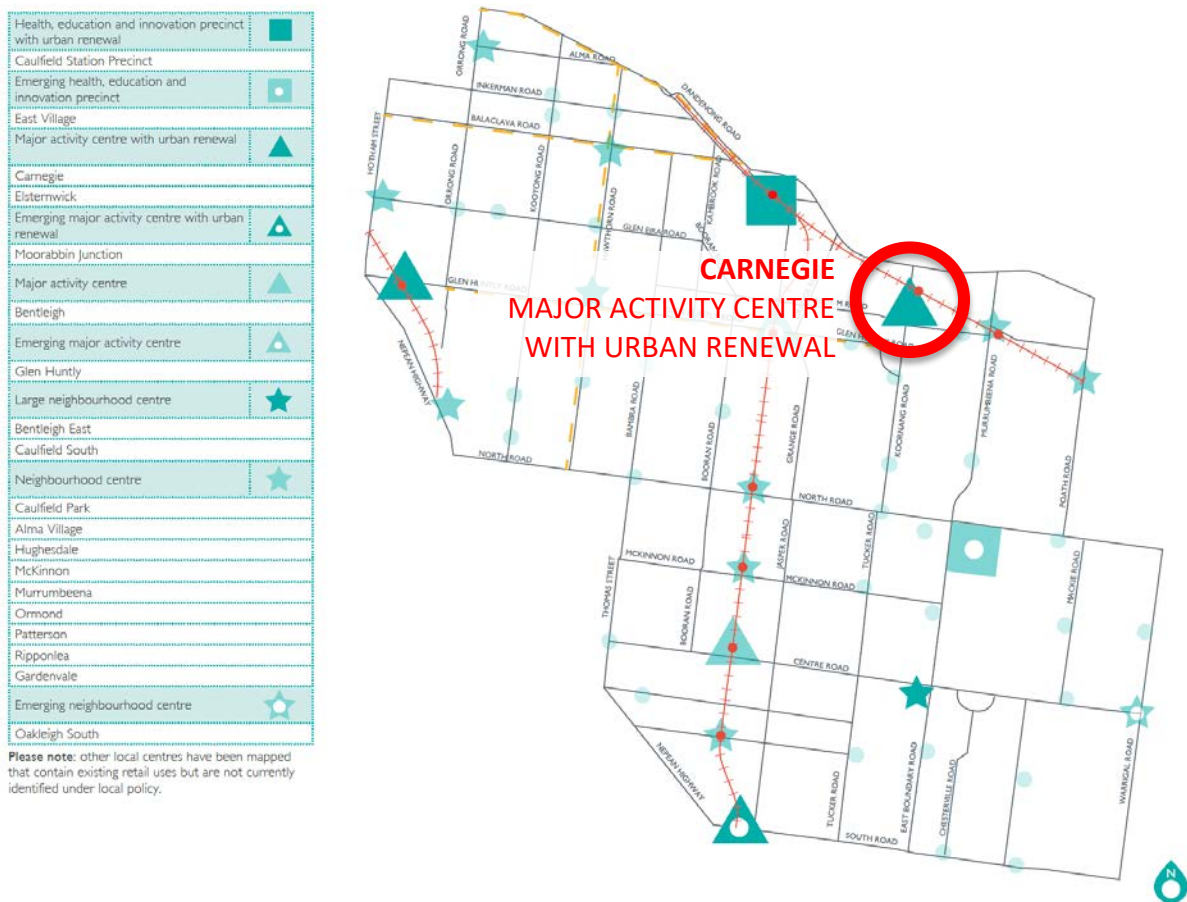 Health, education and innovation precinct
with urban renewal
Caulfield Station Precinct
Emerging health, education and
innovation precinct
East Village
Major activity centre with urban renewal
Carnegie
Elsternwick
Emerging major activity centre with urban
renewal
Moorabbin Junction
Major activity centre
Bentleigh
Emerging major activity centre
Glen Huntly
Large neighbourhood centre
Bentleigh East
Caulfield South
Neighbourhood centre
Caulfield Park
Alma Village
Hughesdale
McKinnon
Murrumbeena
Ormond
Patterson
Ripponlea
Gardenvale
Emerging neighbourhood centre
Oakleigh South
Please note: other local centres have been mapped
that contain existing retail uses but are not currently
identified under local policy.
ORRONG ROAD
ALMA ROAD
INKERMAN ROAD
DANDENONG ROAD
BALACLAVA ROAD
HOTHAM STREET
ORRONG ROAD
KOOYONG ROAD
HAWTHORN ROAD
KAMBROOK ROAD
GLEN EIRA ROAD
CARNEGIE
MAJOR ACTIVITY CENTRE
WITH URBAN RENEWAL
GLEN HUNTLY ROAD
NEPEAN HIGHWAY
BAMBRA ROAD
BOORAN ROAD
GRANGE ROAD
KOORNANG ROAD
MURRUMBEENA ROAD
POATH ROAD
NORTH ROAD
NORTH ROAD
MCKINNON ROAD
JASPER ROAD
TUCKER ROAD
MCKINNON ROAD
MACKIE ROAD
THOMAS STREET
BOORAN ROAD
CENTRE ROAD
NEPEAN HIGHWAY
TUCKER ROAD
EAST BOUNDARY ROAD
CHESTERVILLE ROAD
WARRIGAL ROAD
SOUTH ROAD
N